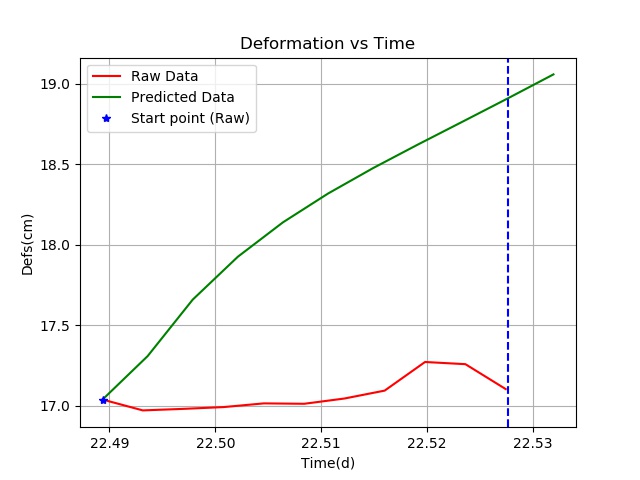 Deformation vs Time
Raw Data
Predicted Data
Start point (Raw)
Defs(cm)
19.0
18.5
18.0
17.5
17.0
22.49 22.50 22.51 22.52 22.53
Time(d)